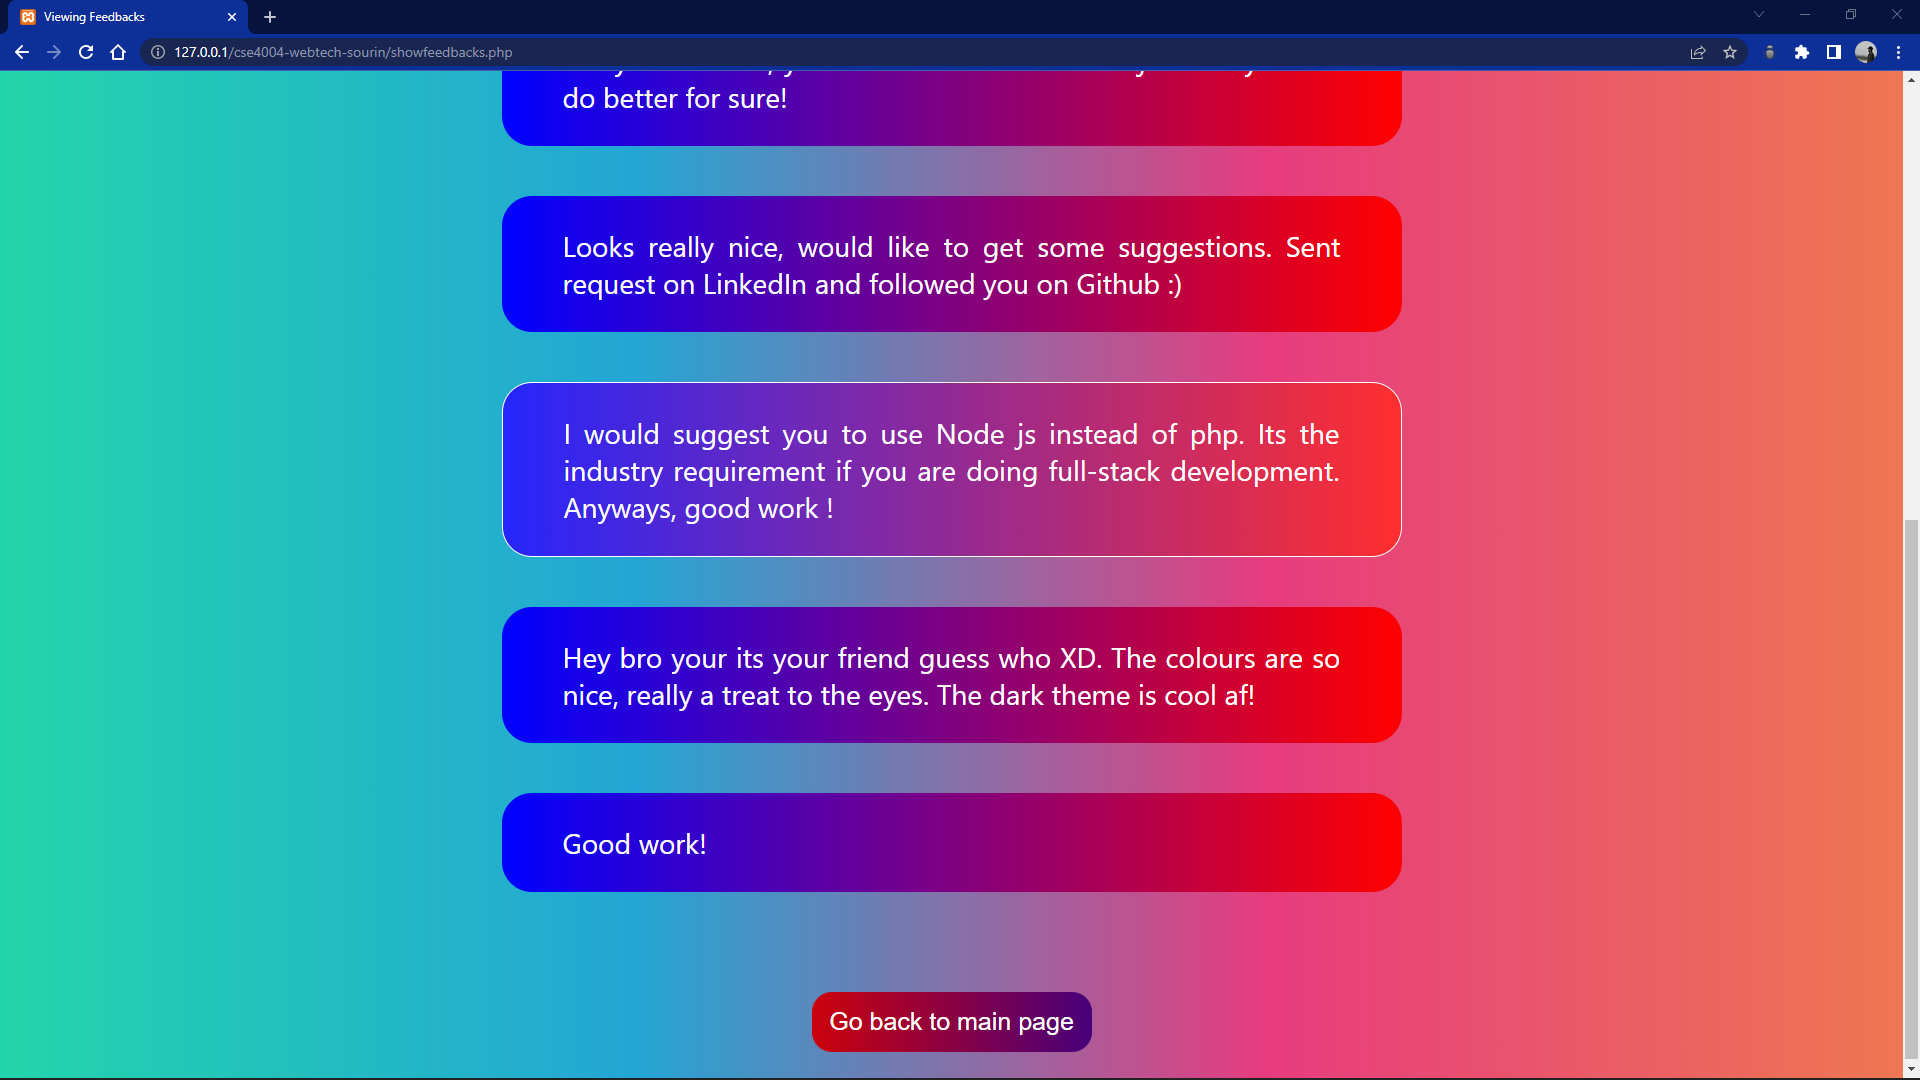 Viewing Feedbacks
127.0.0.1/cse4004-webtech-sourin/showfeedbacks.php
do better for sure!
Looks really nice, would like to get some suggestions. Sent
request on LinkedIn and followed you on Github :)
I would suggest you to use Node js instead of php. Its the
industry requirement if you are doing full-stack development.
Anyways, good work !
Hey bro your its your friend guess who XD. The colours are so
nice, really a treat to the eyes. The dark theme is cool af!
Good work!
Go back to main page